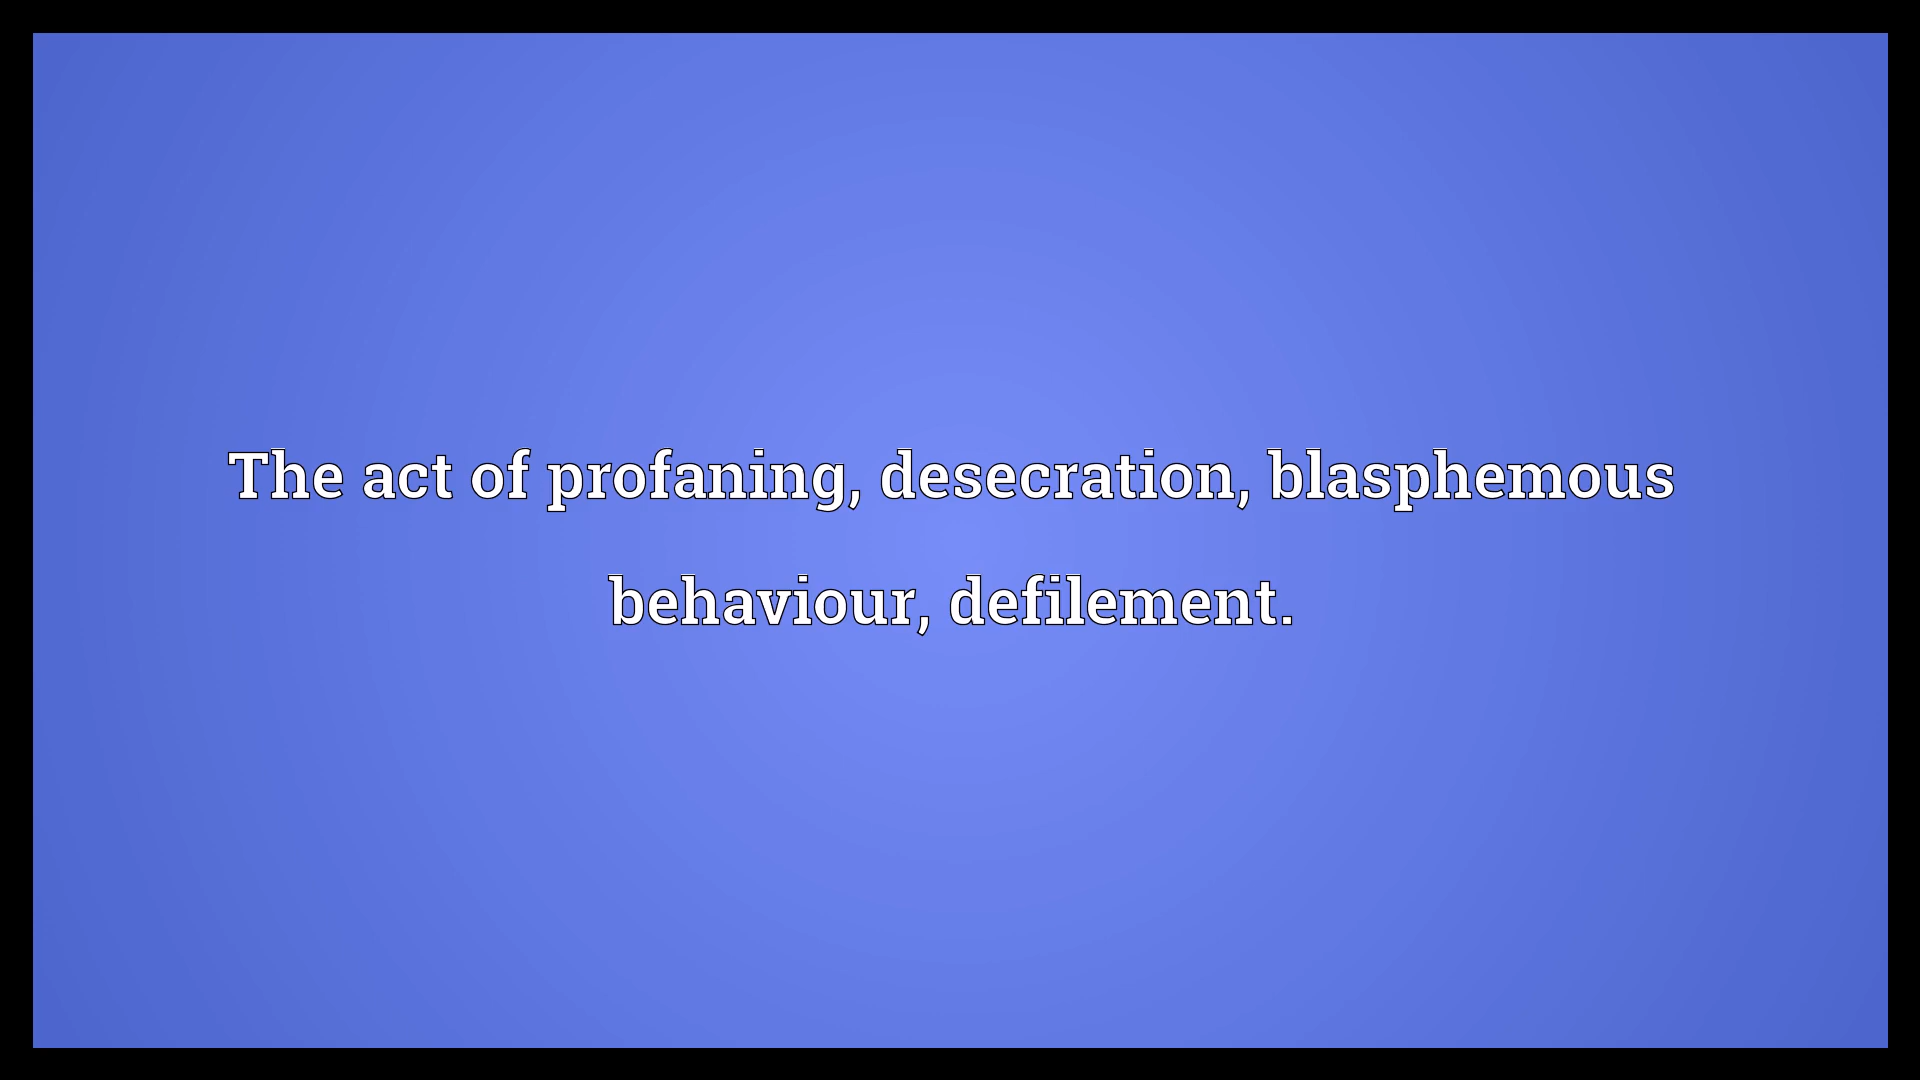 The act of profaning, desecration, blasphemous
behaviour, defilement.